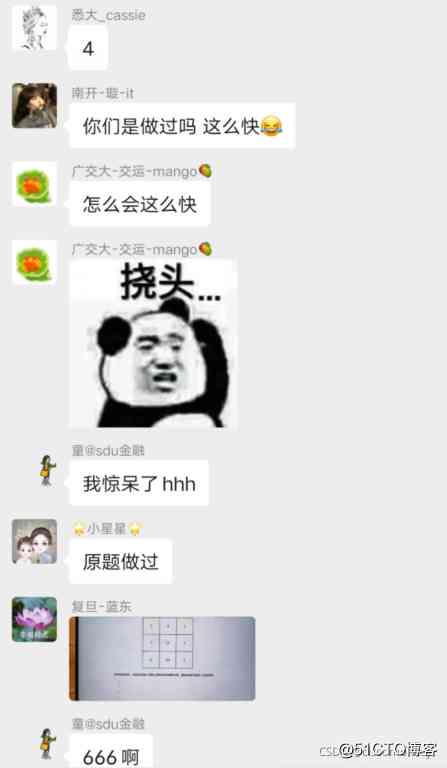 悉大_cassie
4
南开-璇-it
你们是做过吗 这么快😂
广交大-交运-mango🥭
怎么会这么快
广交大-交运-mango🥭
挠头...
童@sdu金融
我惊呆了hhh
🌟小星星🌟
原题做过
复旦-蓝东
童@sdu金融
666 啊
@51CTO博客